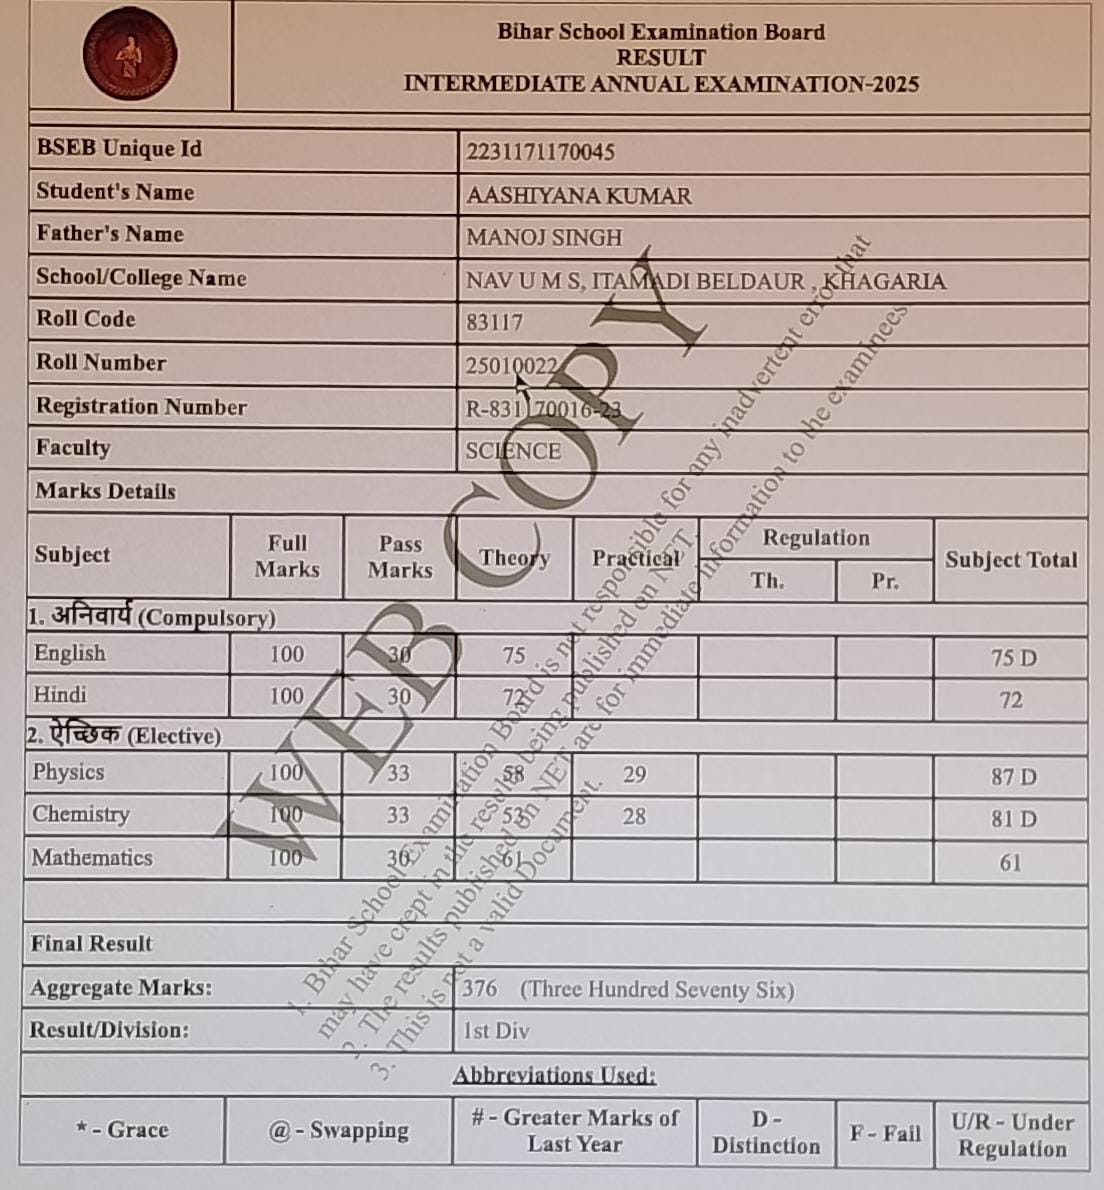 Bihar School Examination Board
RESULT
INTERMEDIATE ANNUAL EXAMINATION-2025
BSEB Unique Id 2231171170045
Student's Name AASHIYANA KUMAR
Father's Name MANOJ SINGH
School/College Name NAV U M S, ITAMADI BELDAUR , KHAGARIA
Roll Code 83117
Roll Number 25010022
Registration Number R-831170016-23
Faculty SCIENCE
Marks Details
Subject Full Marks Pass Marks Theory Practical Regulation Th. Pr. Subject Total
1. अनिवार्य (Compulsory)
English 100 30 75 75 D
Hindi 100 30 72 72
2. ऐच्छिक (Elective)
Physics 100 33 58 29 87 D
Chemistry 100 33 53 28 81 D
Mathematics 100 30 61 61
Final Result
Aggregate Marks: 376 (Three Hundred Seventy Six)
Result/Division: 1st Div
Abbreviations Used:
* - Grace @ - Swapping # - Greater Marks of Last Year D - Distinction F - Fail U/R - Under Regulation
WEB COPY
1. Bihar School Examination Board is not responsible for any inadvertent error that
may have crept in the results being published on NET.
2. The results published on NET are for immediate information to the examinees.
3. This is not a valid Document.